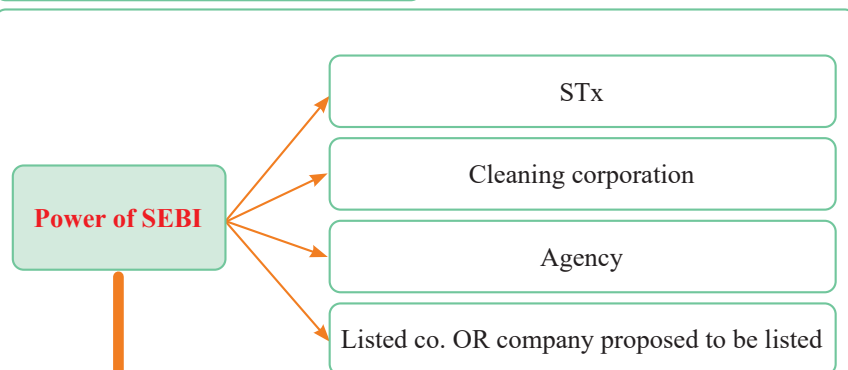 STx
Cleaning corporation
Power of SEBI
Agency
Listed co. OR company proposed to be listed